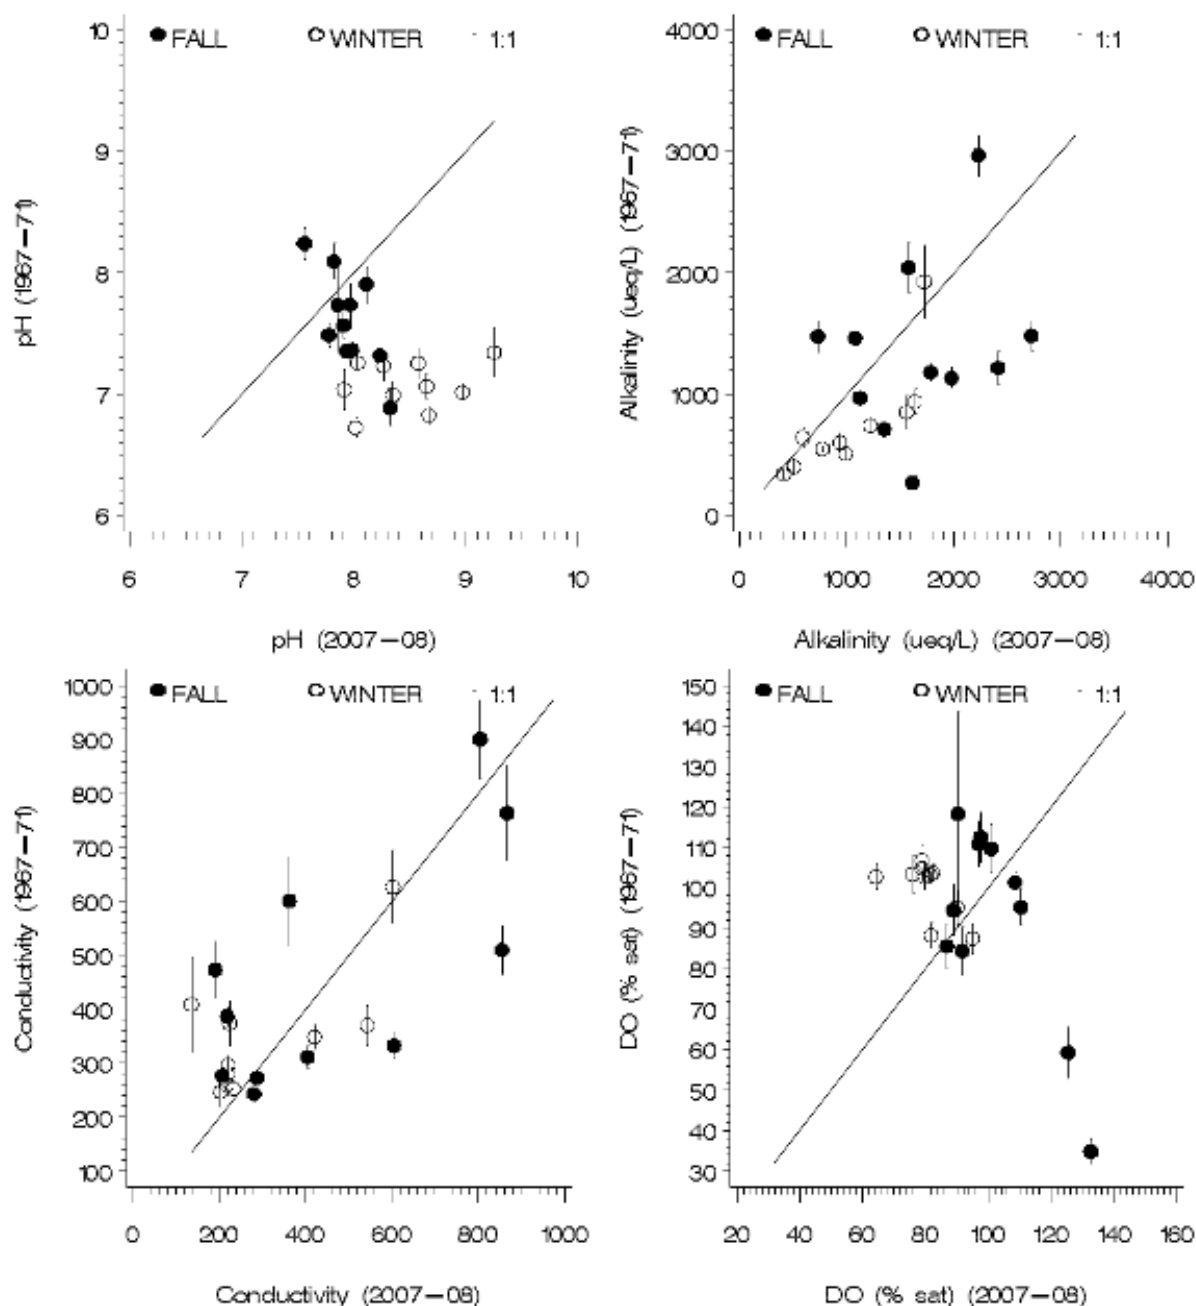 FALL WINTER 1:1
10
9
8
7
6
pH (1967-71)
6 7 8 9 10
pH (2007-08)
FALL WINTER 1:1
4000
3000
2000
1000
0
Alkalinity (ueq/L) (1967-71)
0 1000 2000 3000 4000
Alkalinity (ueq/L) (2007-08)
FALL WINTER 1:1
1000
900
800
700
600
500
400
300
200
100
Conductivity (1967-71)
0 200 400 600 800 1000
Conductivity (2007-08)
FALL WINTER 1:1
150
140
130
120
110
100
90
80
70
60
50
40
30
DO (% sat) (1967-71)
20 40 60 80 100 120 140 160
DO (% sat) (2007-08)